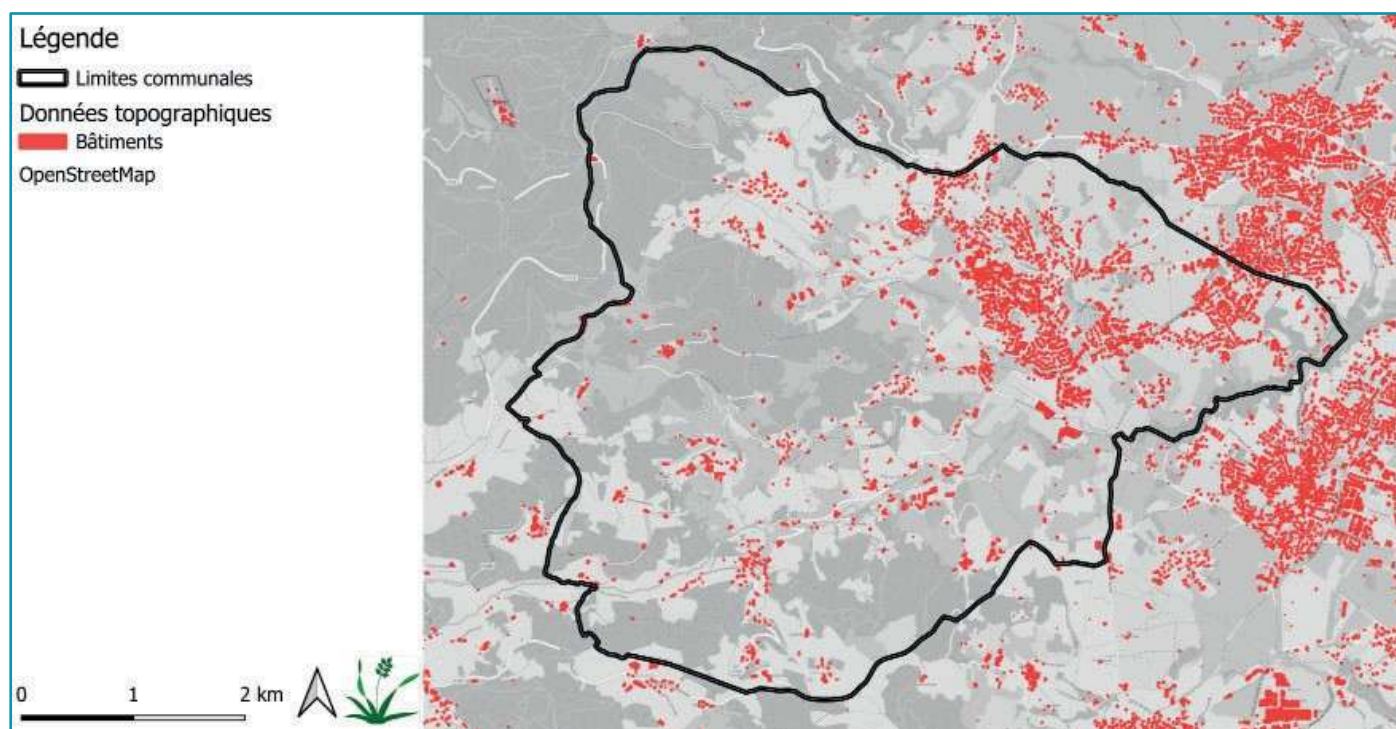 Légende
Limites communales
Données topographiques
Bâtiments
OpenStreetMap
0 1 2 km